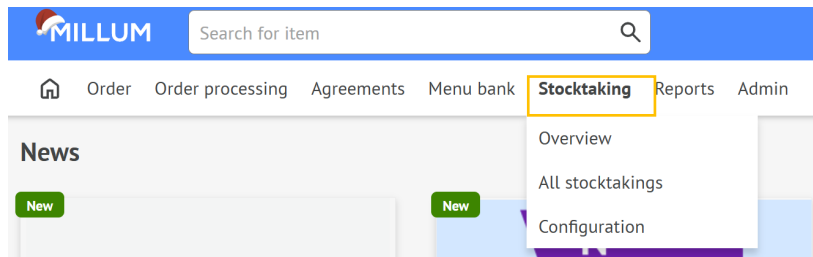 MILLUM
Search for item
Order Order processing Agreements Menu bank Stocktaking Reports Admin
Overview
News
All stocktakings
New New
Configuration
N